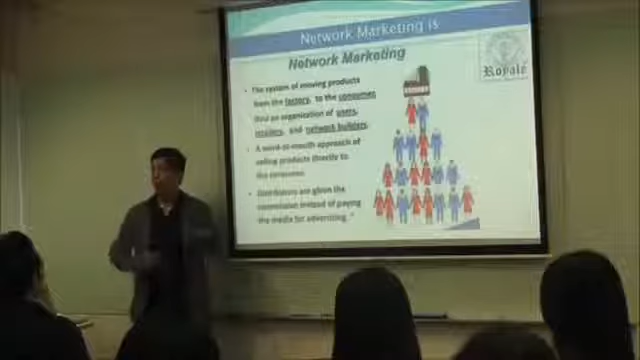 Network Marketing is
Network Marketing
Royalé
• The system of moving products
from the factory, to the consumer,
thru an organization of users,
retailers, and network builders.
• A word-of-mouth approach of
selling products directly to
the consumer.
• Distributors are given the
commission instead of paying
the media for advertising. "